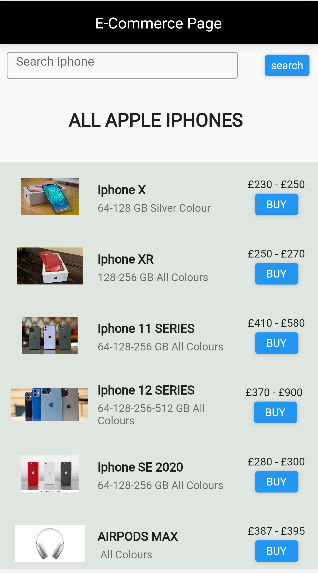 E-Commerce Page
Search Iphone
search
ALL APPLE IPHONES
Iphone X
64-128 GB Silver Colour
£230 - £250
BUY
Iphone XR
128-256 GB All Colours
£250 - £270
BUY
Iphone 11 SERIES
64-128-256 GB All Colours
£410 - £580
BUY
Iphone 12 SERIES
64-128-256-512 GB All
Colours
£370 - £900
BUY
Iphone SE 2020
64-128-256 GB All Colours
£280 - £300
BUY
AIRPODS MAX
All Colours
£387 - £395
BUY